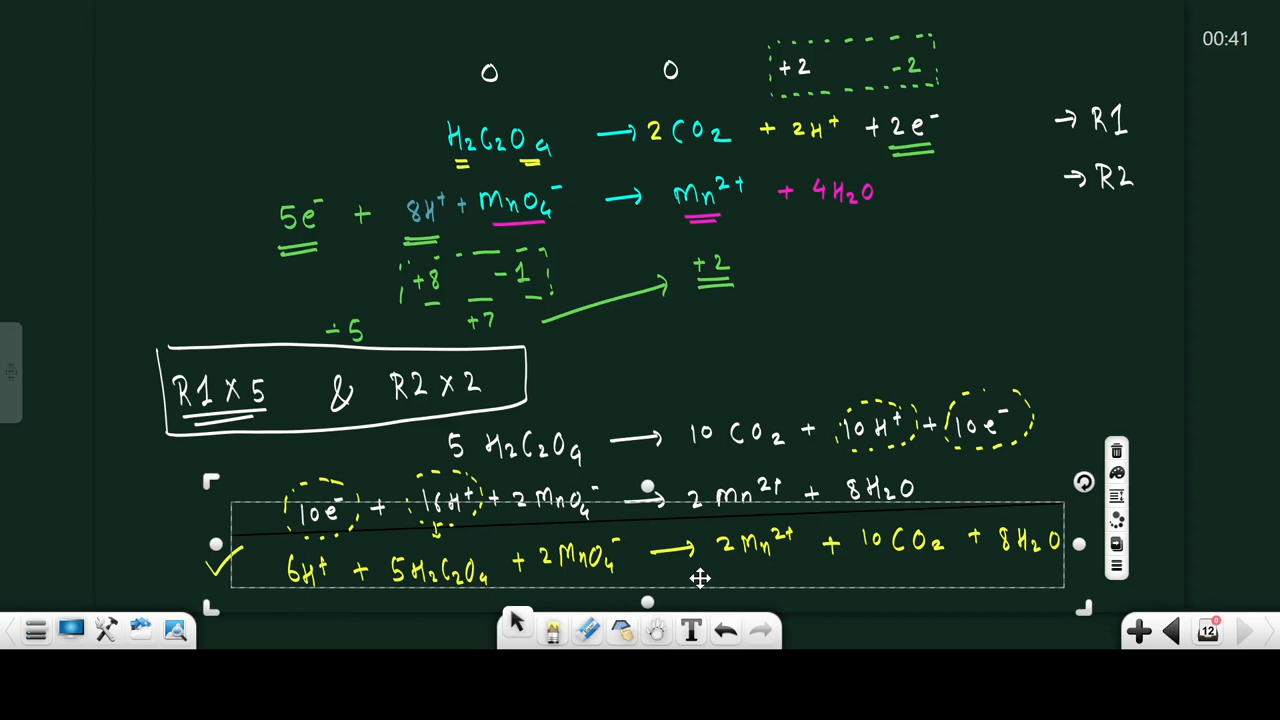 00:41
0 0 +2 -2
H₂C₂O₄ → 2CO₂ + 2H⁺ + 2e⁻ → R1
5e⁻ + 8H⁺ + MnO₄⁻ → Mn²⁺ + 4H₂O → R2
+8 -1 +2
-5 +7
R1 × 5 & R2 × 2
5 H₂C₂O₄ → 10 CO₂ + 10H⁺ + 10e⁻
10e⁻ + 16H⁺ + 2MnO₄⁻ → 2Mn²⁺ + 8H₂O
6H⁺ + 5H₂C₂O₄ + 2MnO₄⁻ → 2Mn²⁺ + 10CO₂ + 8H₂O
T 12 0